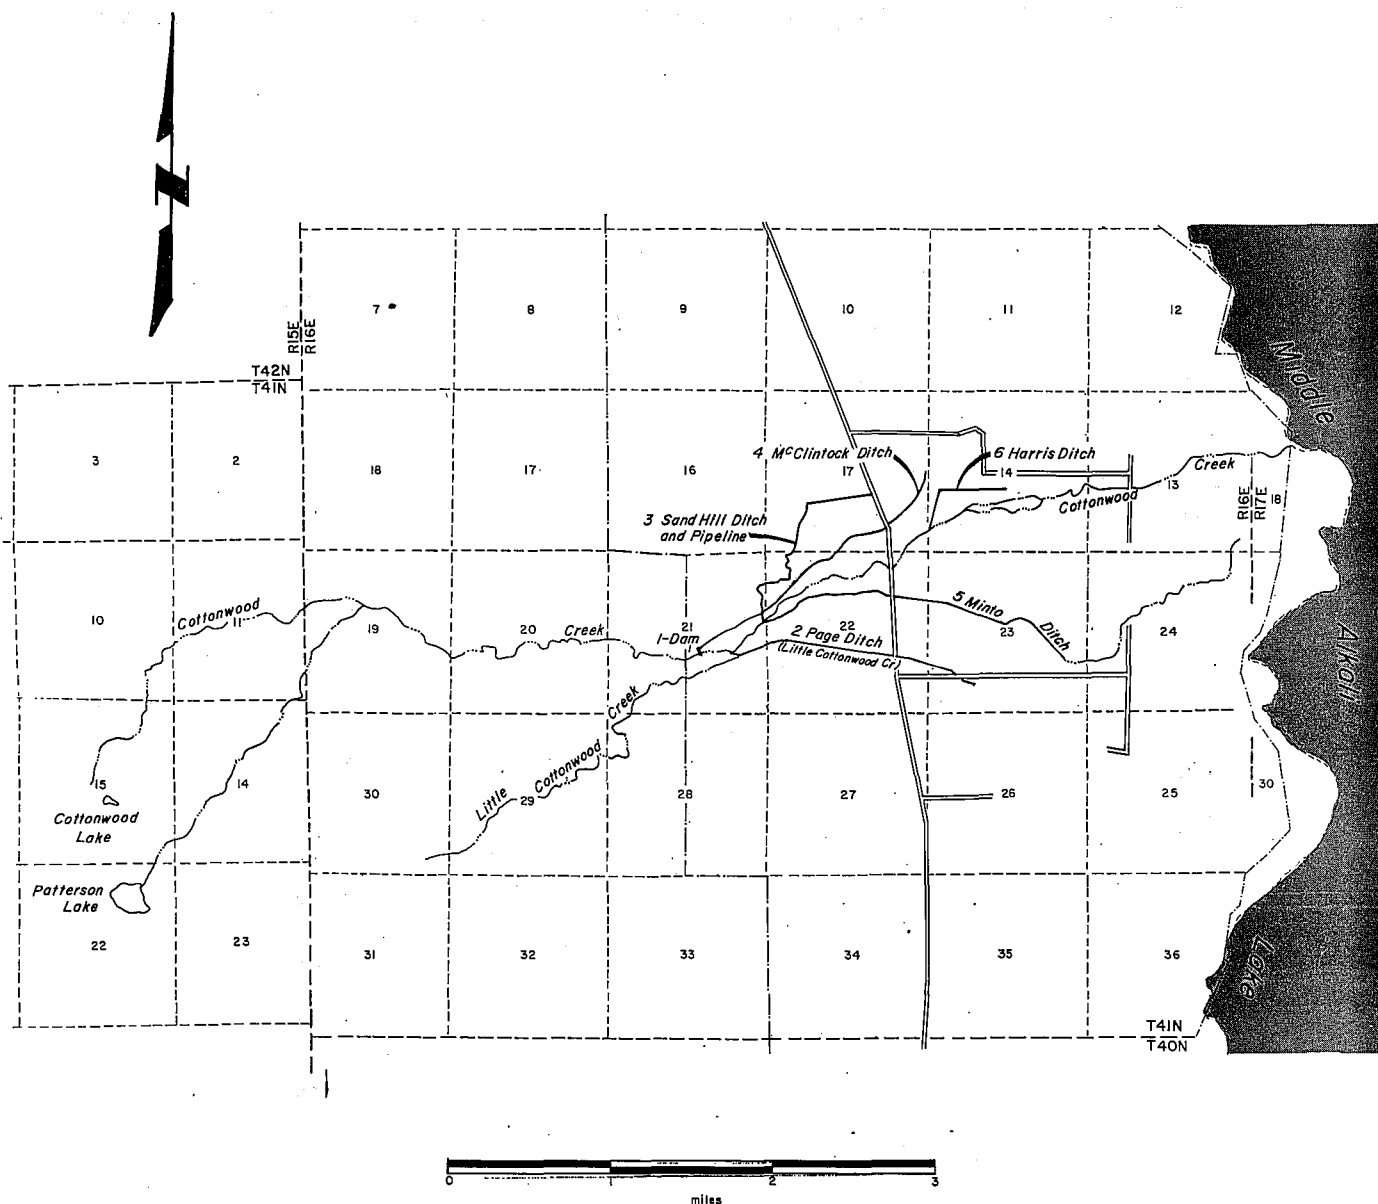 N
7
8
9
10
11
12
R15E
R16E
T42N
T41N
Middle
3
2
18
17
16
4 McClintock Ditch
17
6 Harris Ditch
14
Creek
13
Cottonwood
R16E
R17E
18
3 Sand Hill Ditch
and Pipeline
10
Cottonwood
11
19
20
Creek
21
1-Dam
22
2 Page Ditch
(Little Cottonwood Cr.)
5 Minto
23
Ditch
24
Alkali
15
Cottonwood
Lake
14
30
Little
29
Cottonwood
Creek
28
27
26
25
30
Patterson
Lake
22
23
31
32
33
34
35
36
Lake
T41N
T40N
0
2
3
miles